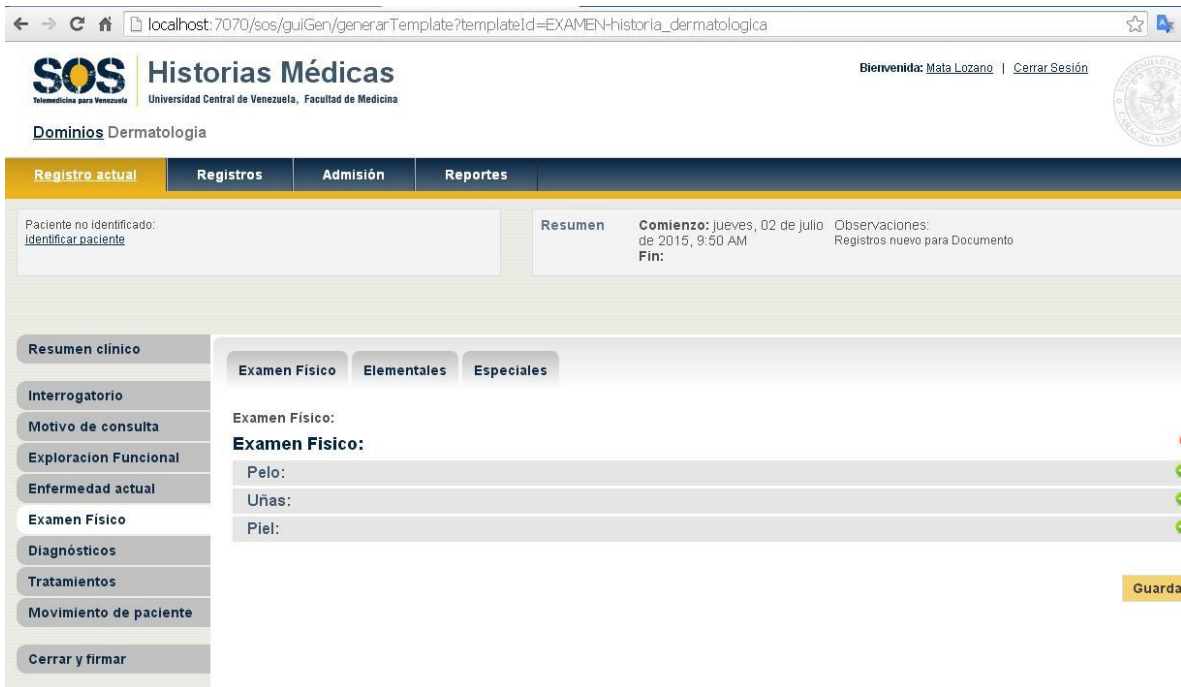 localhost:7070/sos/guiGen/generarTemplate?templateId=EXAMEN-historia_dermatologica
SOS
Telemedicina para Venezuela
Historias Médicas
Universidad Central de Venezuela, Facultad de Medicina
Bienvenida: Mata Lozano | Cerrar Sesión
Dominios Dermatologia
Registro actual Registros Admisión Reportes
Paciente no identificado:
identificar paciente
Resumen
Comienzo: jueves, 02 de julio
de 2015, 9:50 AM
Fin:
Observaciones:
Registros nuevo para Documento
Resumen clínico
Interrogatorio
Motivo de consulta
Exploracion Funcional
Enfermedad actual
Examen Físico
Diagnósticos
Tratamientos
Movimiento de paciente
Cerrar y firmar
Examen Físico Elementales Especiales
Examen Físico:
Examen Fisico:
Pelo:
Uñas:
Piel:
Guarda